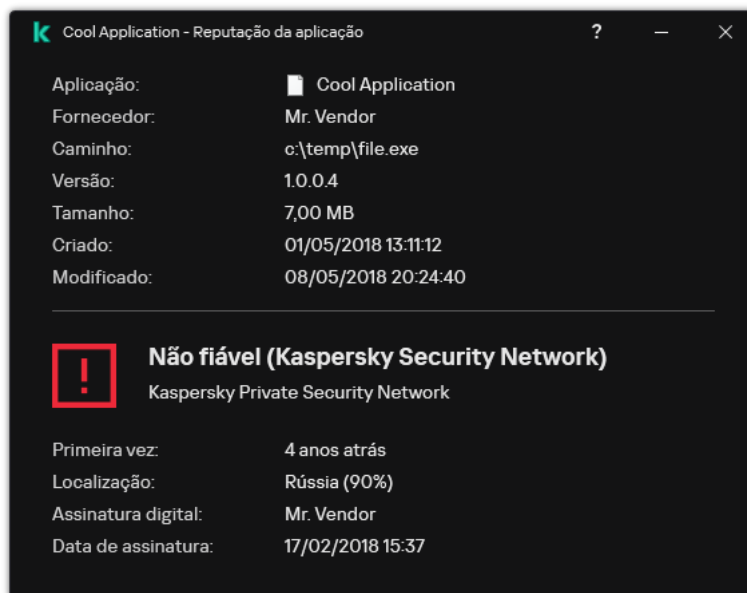 Cool Application - Reputação da aplicação ?
Aplicação: Cool Application
Fornecedor: Mr. Vendor
Caminho: c:\temp\file.exe
Versão: 1.0.0.4
Tamanho: 7,00 MB
Criado: 01/05/2018 13:11:12
Modificado: 08/05/2018 20:24:40
Não fiável (Kaspersky Security Network)
Kaspersky Private Security Network
Primeira vez: 4 anos atrás
Localização: Rússia (90%)
Assinatura digital: Mr. Vendor
Data de assinatura: 17/02/2018 15:37